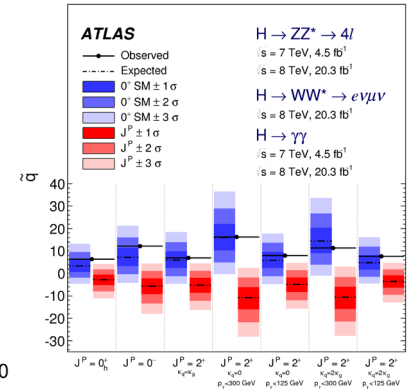 ATLAS
H → ZZ* → 4l
√s = 7 TeV, 4.5 fb⁻¹
√s = 8 TeV, 20.3 fb⁻¹
H → WW* → eνμν
√s = 8 TeV, 20.3 fb⁻¹
H → γγ
√s = 7 TeV, 4.5 fb⁻¹
√s = 8 TeV, 20.3 fb⁻¹
Observed
Expected
0⁺ SM ± 1 σ
0⁺ SM ± 2 σ
0⁺ SM ± 3 σ
Jᴾ ± 1 σ
Jᴾ ± 2 σ
Jᴾ ± 3 σ
q̃
40
30
20
10
0
-10
-20
-30
Jᴾ = 0⁺h
Jᴾ = 0⁻
Jᴾ = 2⁺
κq=κg
Jᴾ = 2⁺
κq=0
pT<300 GeV
Jᴾ = 2⁺
κq=0
pT<125 GeV
Jᴾ = 2⁺
κq=2κg
pT<300 GeV
Jᴾ = 2⁺
κq=2κg
pT<125 GeV
0